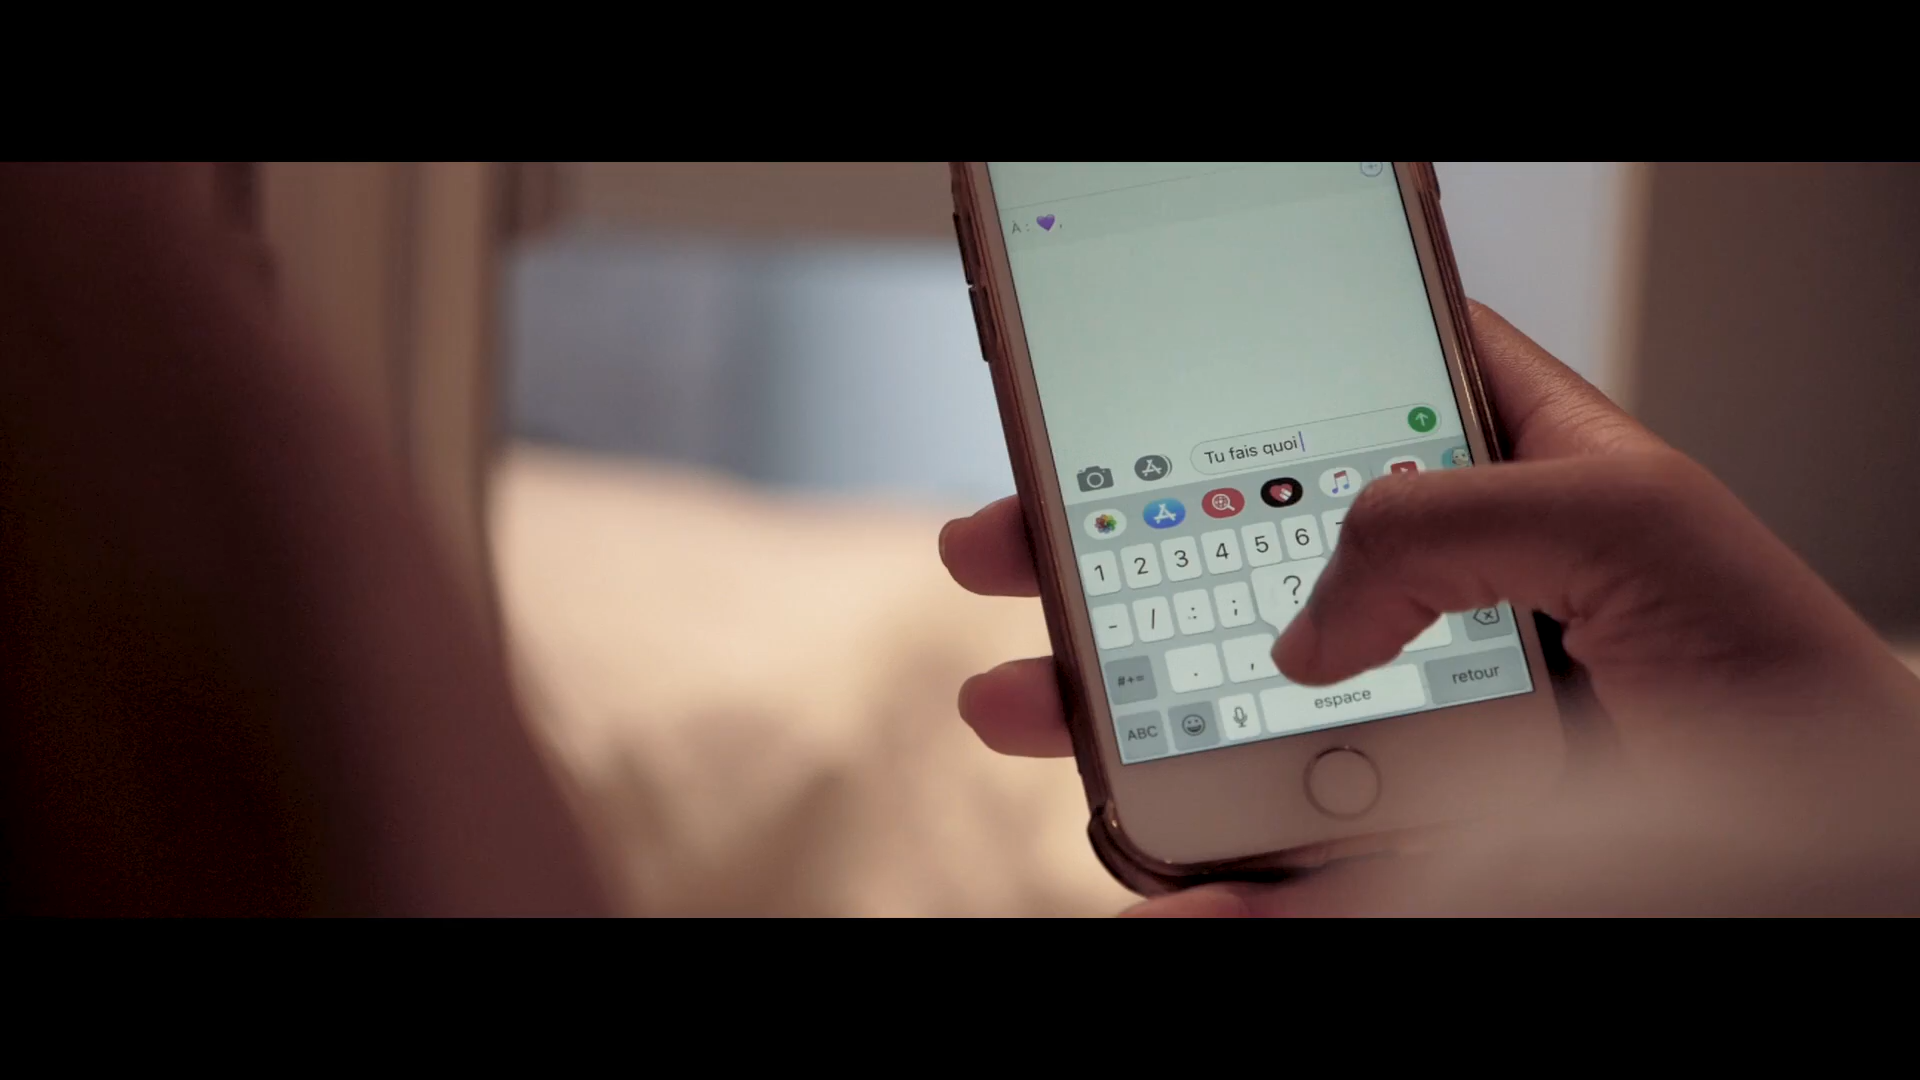 À : 💜,
Tu fais quoi
1 2 3 4 5 6
- / : ; ?
#+= . ,
ABC espace retour